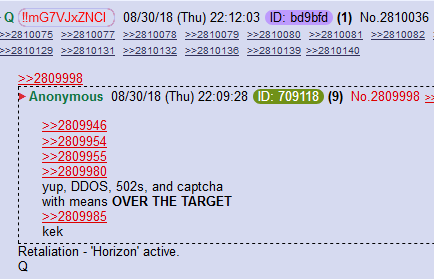 Q !!mG7VJxZNCI 08/30/18 (Thu) 22:12:03 ID: bd9bfd (1) No.2810036
>>2810075 >>2810077 >>2810078 >>2810079 >>2810080 >>2810081 >>2810082
>>2810129 >>2810131 >>2810132 >>2810136 >>2810139 >>2810140
Q
>>2809998
Anonymous 08/30/18 (Thu) 22:09:28 ID: 709118 (9) No.2809998
>>2809946
>>2809954
>>2809955
>>2809980
yup, DDOS, 502s, and captcha
with means OVER THE TARGET
>>2809985
kek
Retaliation - 'Horizon' active.
Q